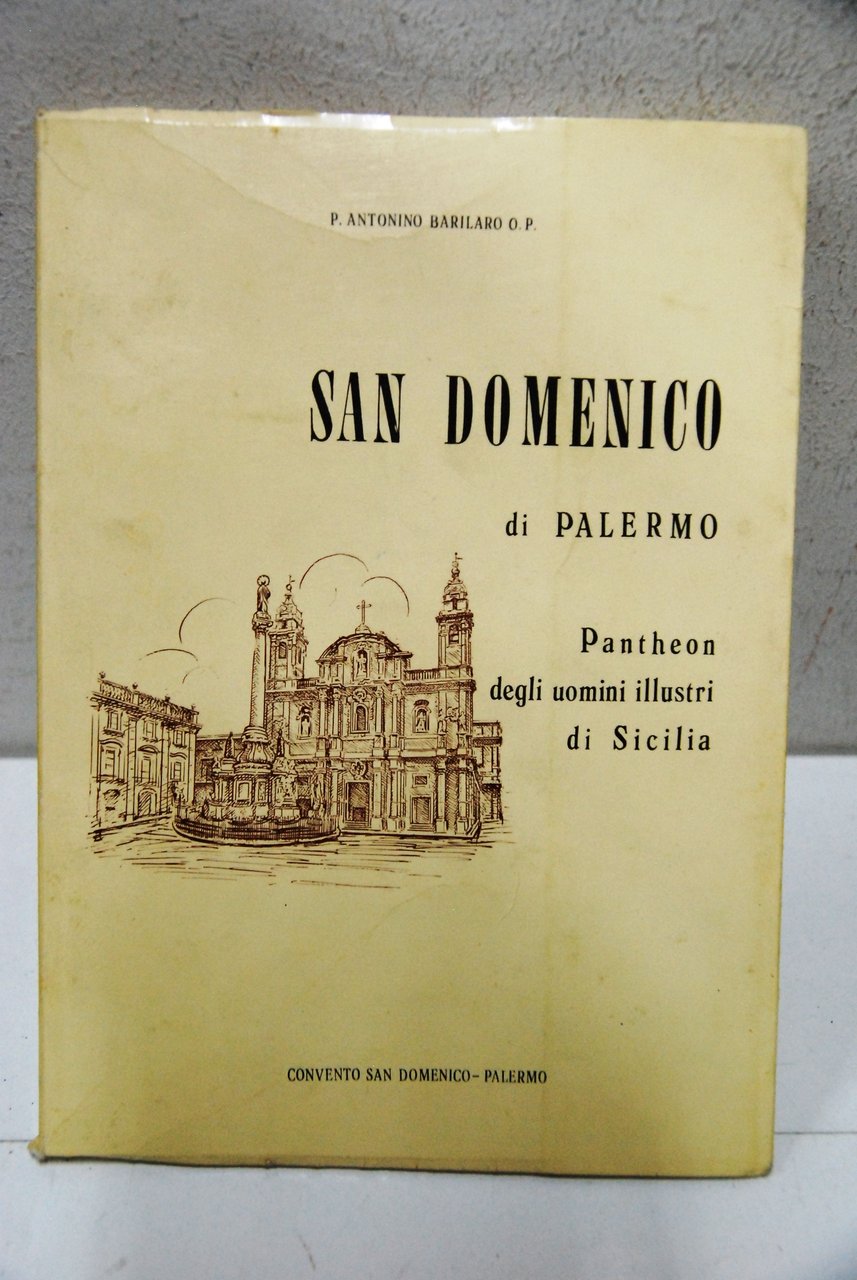 P. ANTONINO BARILARO O. P.
SAN DOMENICO
di PALERMO
Pantheon
degli uomini illustri
di Sicilia
CONVENTO SAN DOMENICO - PALERMO